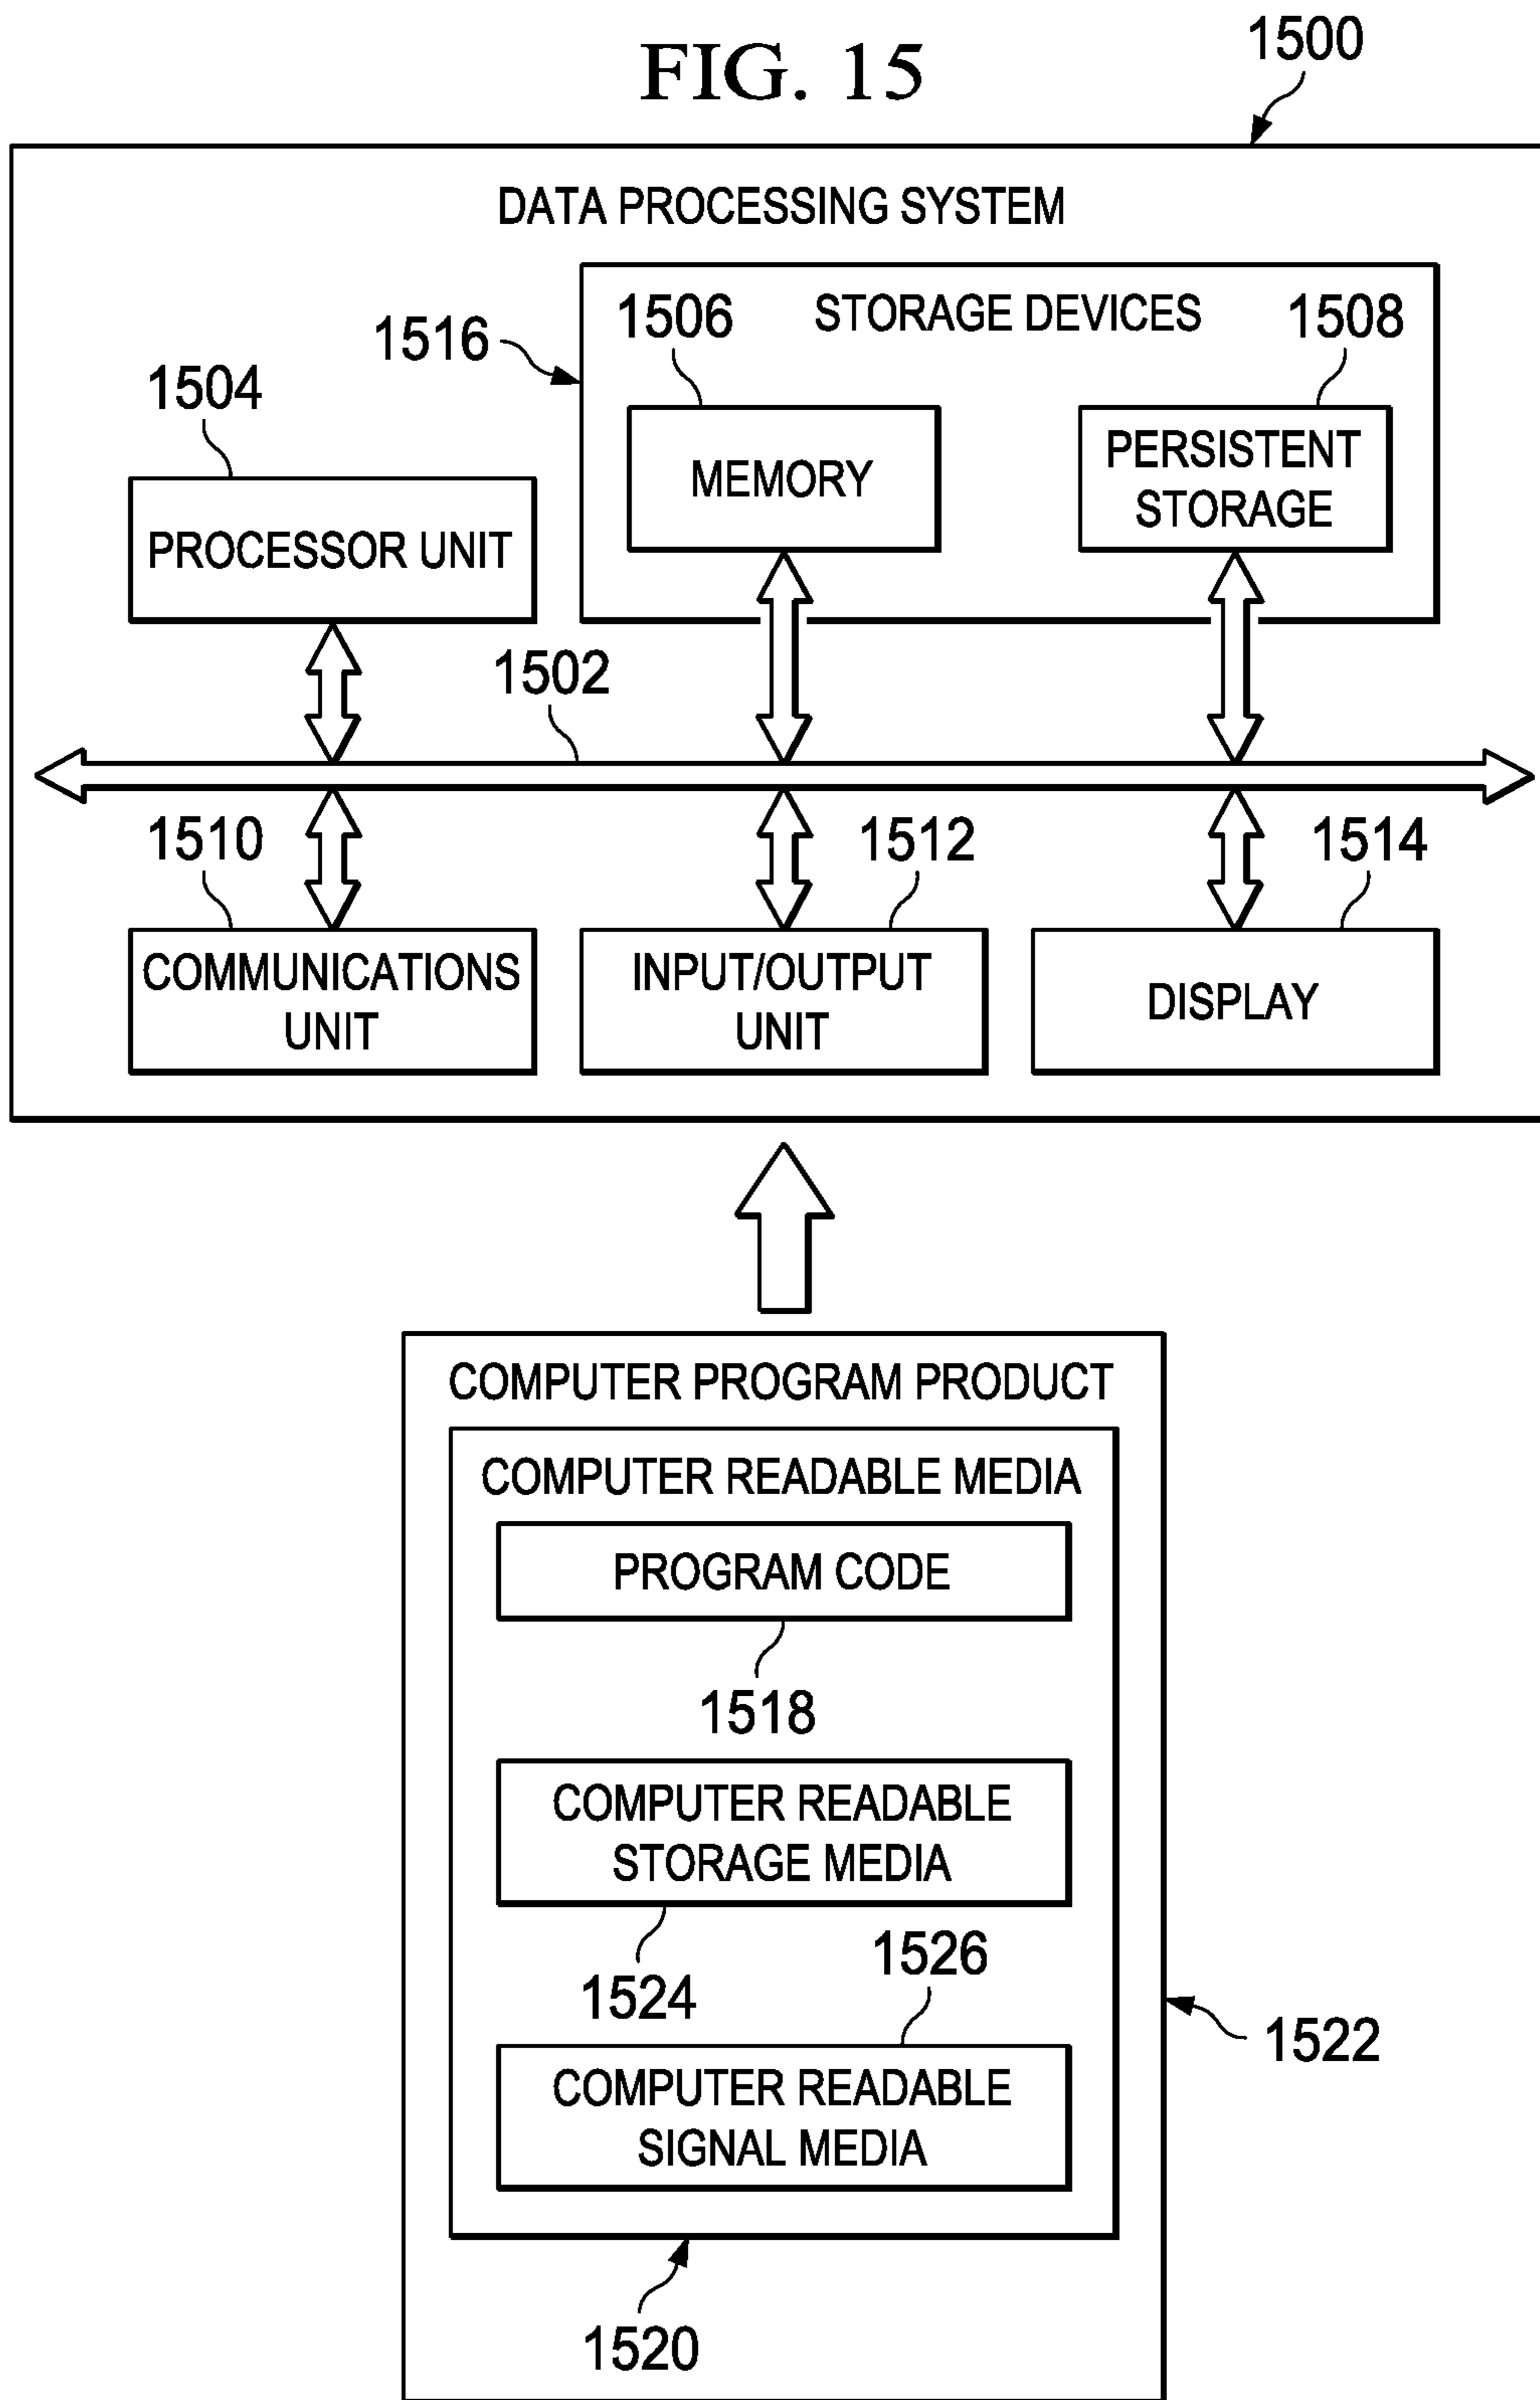 FIG. 15
1500
DATA PROCESSING SYSTEM
1516
1506
STORAGE DEVICES
1508
1504
MEMORY
PERSISTENT
STORAGE
PROCESSOR UNIT
1502
1510
1512
1514
COMMUNICATIONS
UNIT
INPUT/OUTPUT
UNIT
DISPLAY
COMPUTER PROGRAM PRODUCT
COMPUTER READABLE MEDIA
PROGRAM CODE
1518
COMPUTER READABLE
STORAGE MEDIA
1524
1526
COMPUTER READABLE
SIGNAL MEDIA
1522
1520